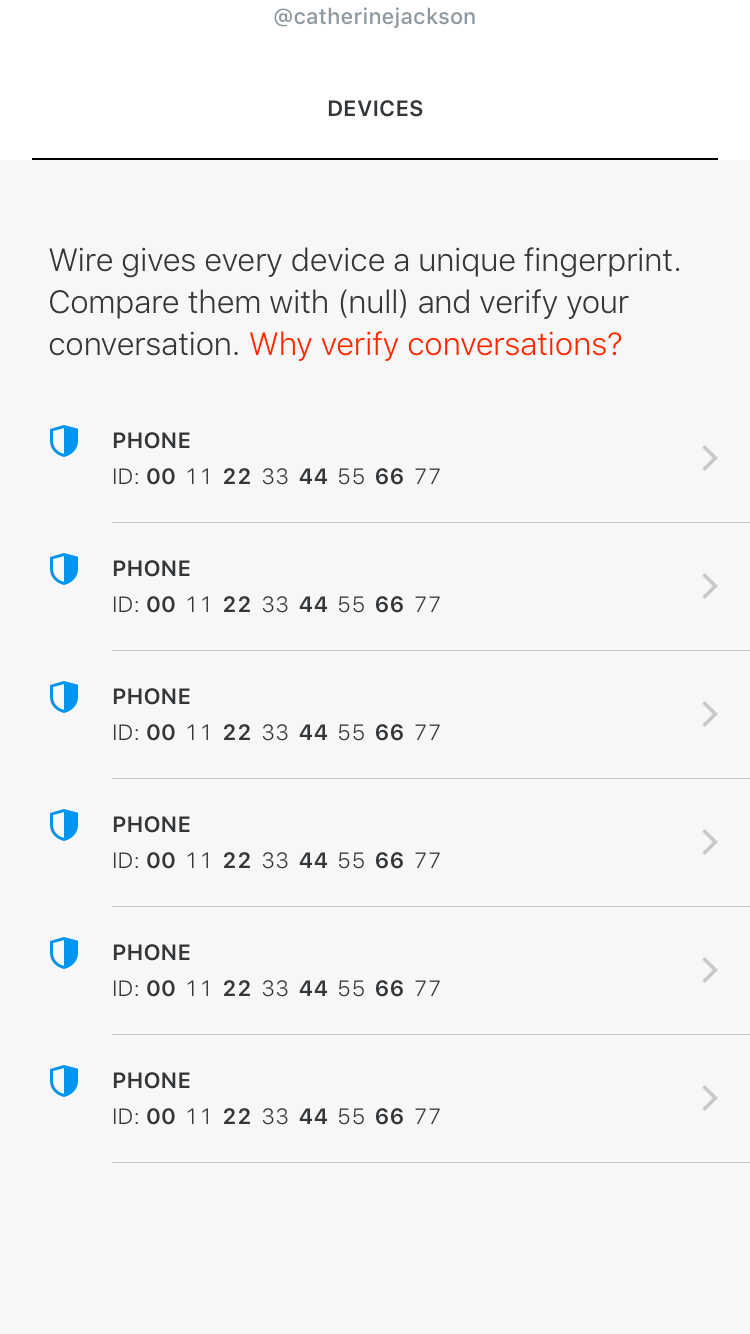 @catherinejackson
DEVICES
Wire gives every device a unique fingerprint.
Compare them with (null) and verify your
conversation. Why verify conversations?
PHONE
ID: 00 11 22 33 44 55 66 77
PHONE
ID: 00 11 22 33 44 55 66 77
PHONE
ID: 00 11 22 33 44 55 66 77
PHONE
ID: 00 11 22 33 44 55 66 77
PHONE
ID: 00 11 22 33 44 55 66 77
PHONE
ID: 00 11 22 33 44 55 66 77